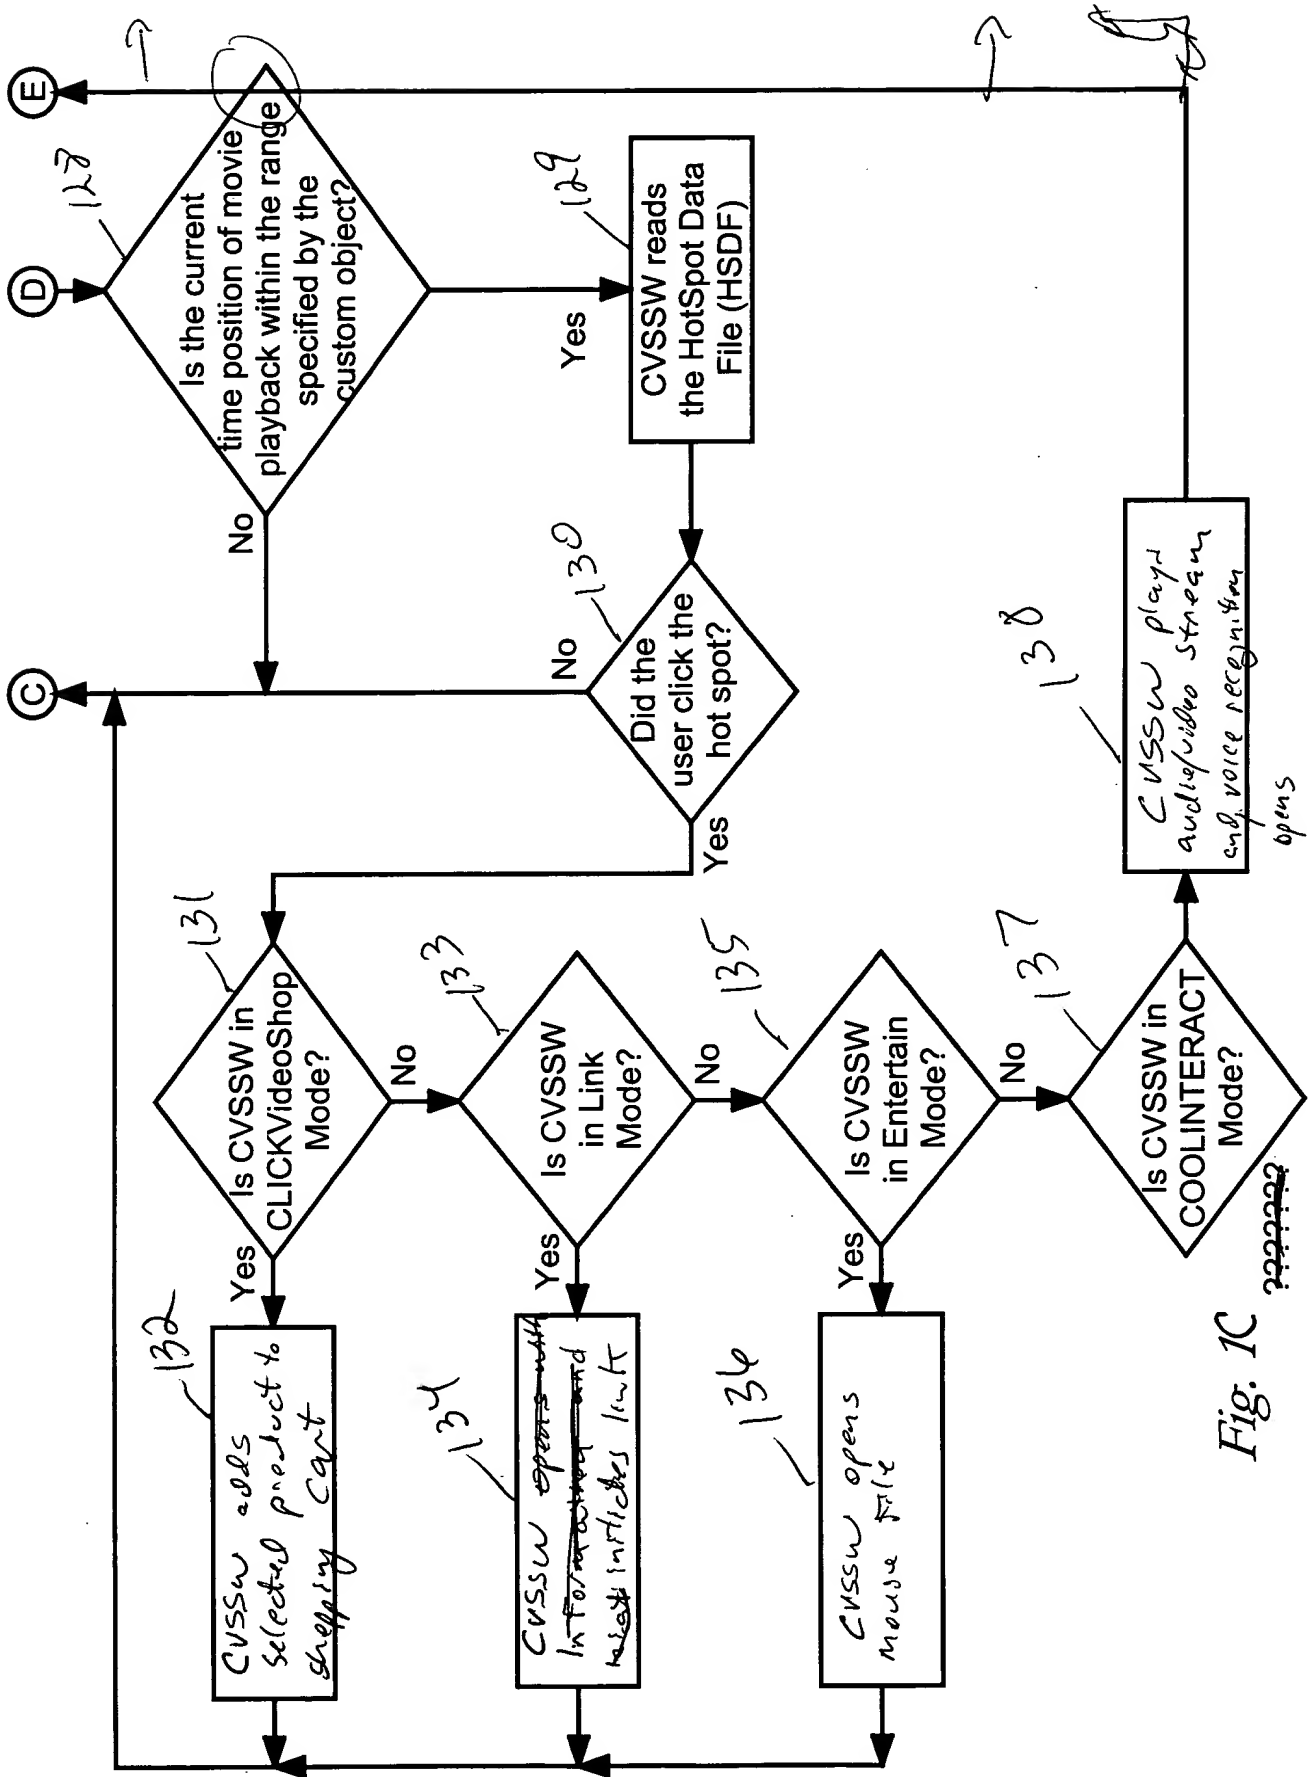 E
D
C
128
Is the current
time position of movie
playback within the range
specified by the
custom object?
No
Yes
129
CVSSW reads
the HotSpot Data
File (HSDF)
130
Did the
user click the
hot spot?
No
Yes
131
Is CVSSW in
CLICKVideoShop
Mode?
Yes
No
132
CVSSW adds
selected product to
shopping cart
133
Is CVSSW
in Link
Mode?
Yes
No
134
CVSSW opens with
Information and
initiates link
135
Is CVSSW
in Entertain
Mode?
Yes
No
136
CVSSW opens
mouse File
137
Is CVSSW in
COOLINTERACT
Mode?
???????
138
CVSSW plays
audio/video stream
and voice recognition
opens
Fig. 1C